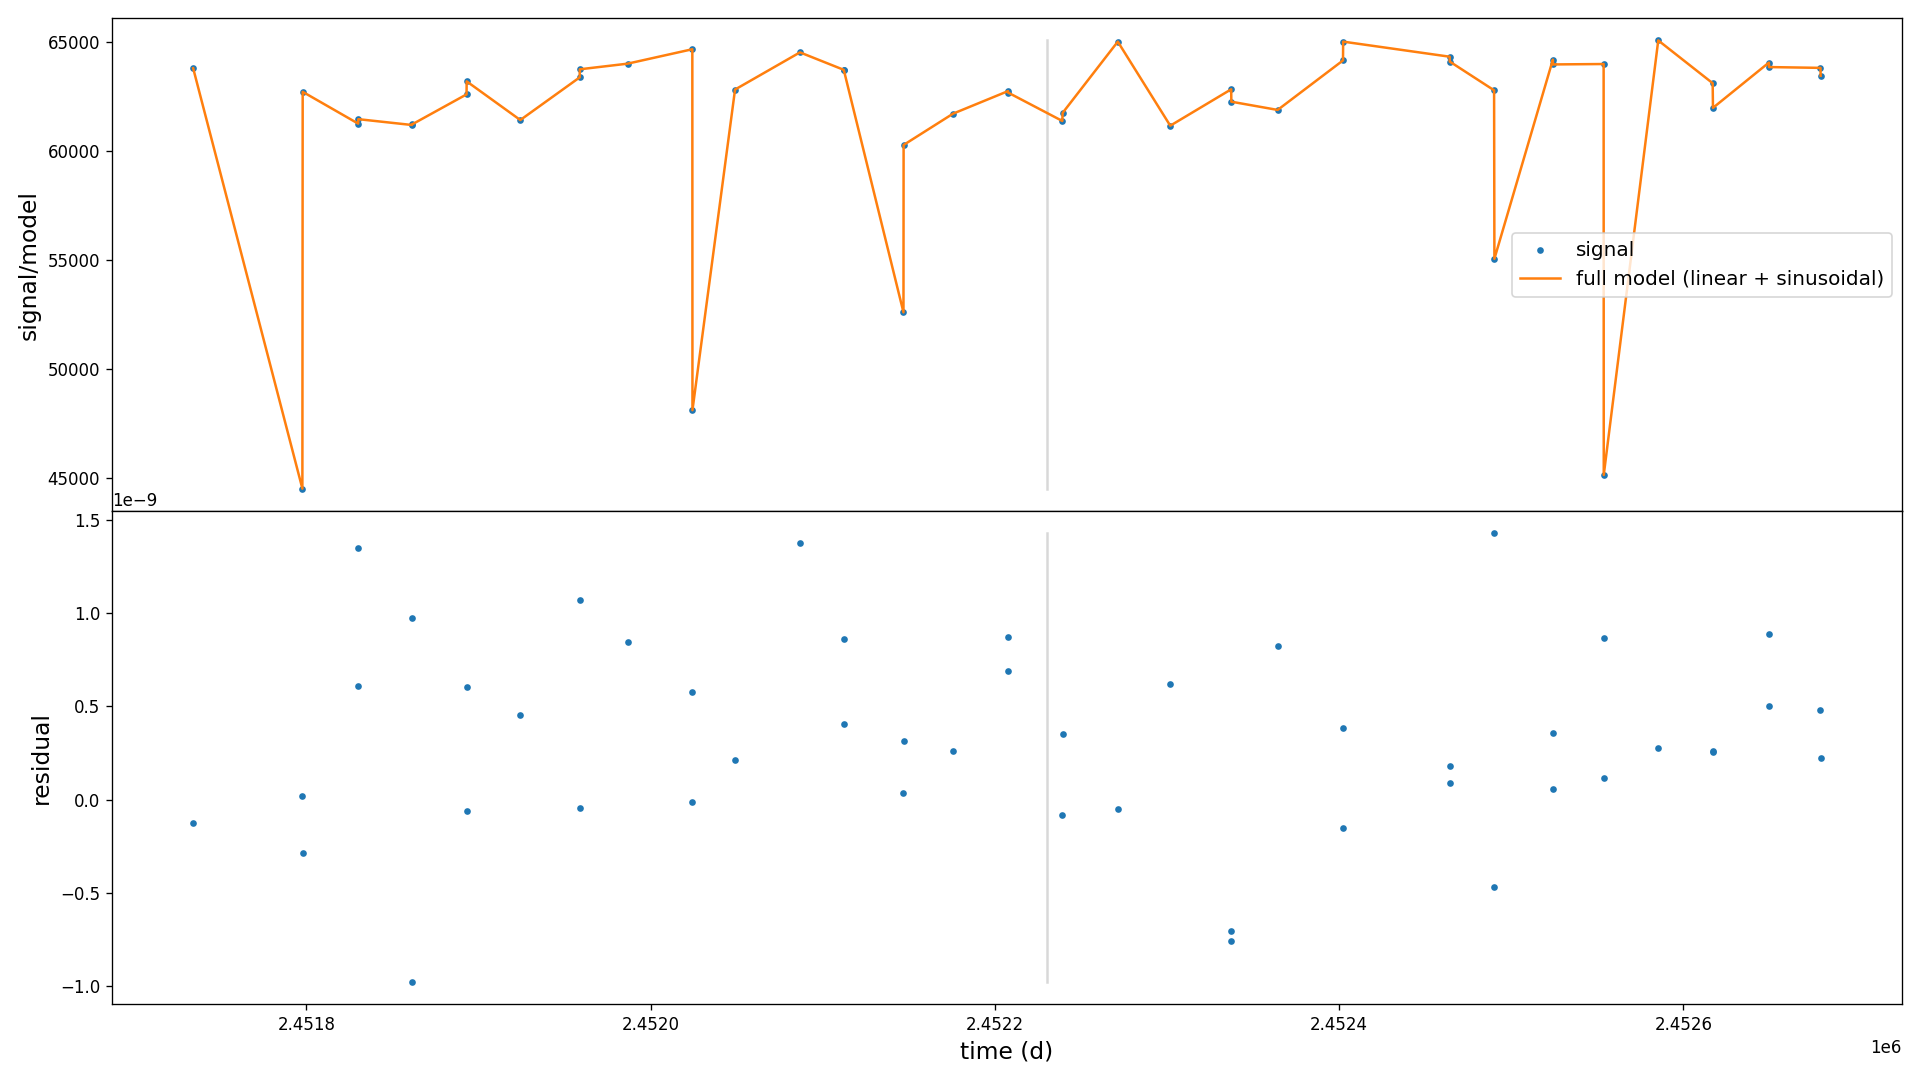 65000
60000
55000
50000
45000
signal/model
signal
full model (linear + sinusoidal)
1e−9
1.5
1.0
0.5
0.0
−0.5
−1.0
residual
2.4518
2.4520
2.4522
2.4524
2.4526
time (d)
1e6